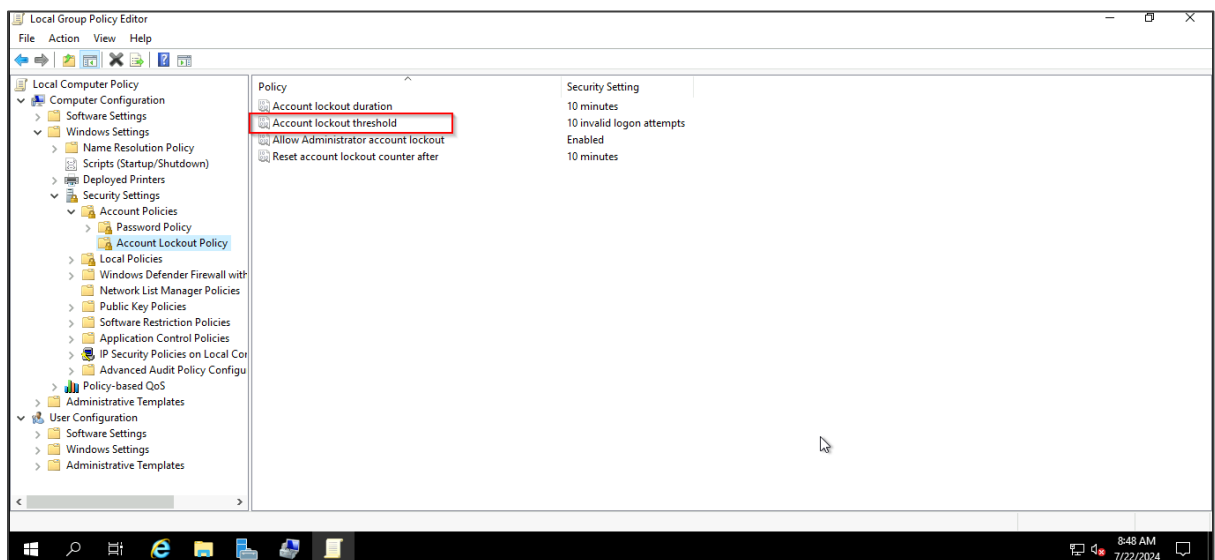 Local Group Policy Editor
File Action View Help
Local Computer Policy
Computer Configuration
Software Settings
Windows Settings
Name Resolution Policy
Scripts (Startup/Shutdown)
Deployed Printers
Security Settings
Account Policies
Password Policy
Account Lockout Policy
Local Policies
Windows Defender Firewall with
Network List Manager Policies
Public Key Policies
Software Restriction Policies
Application Control Policies
IP Security Policies on Local Cor
Advanced Audit Policy Configu
Policy-based QoS
Administrative Templates
User Configuration
Software Settings
Windows Settings
Administrative Templates
Policy Security Setting
Account lockout duration 10 minutes
Account lockout threshold 10 invalid logon attempts
Allow Administrator account lockout Enabled
Reset account lockout counter after 10 minutes
8:48 AM
7/22/2024